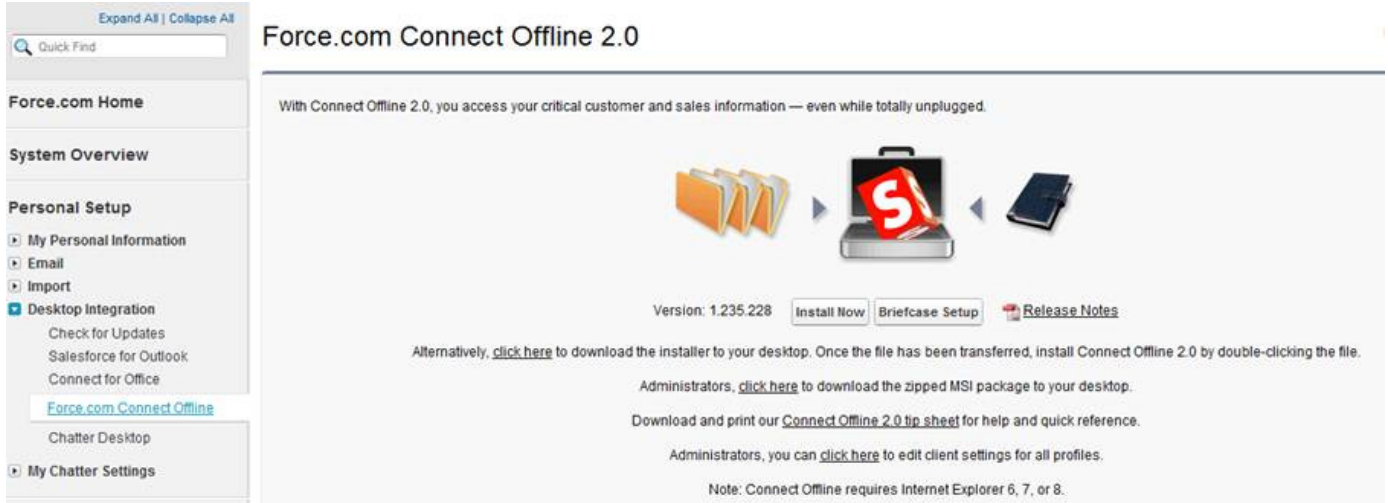 Expand All | Collapse All
Quick Find
Force.com Home
System Overview
Personal Setup
My Personal Information
Email
Import
Desktop Integration
Check for Updates
Salesforce for Outlook
Connect for Office
Force.com Connect Offline
Chatter Desktop
My Chatter Settings
Force.com Connect Offline 2.0
With Connect Offline 2.0, you access your critical customer and sales information — even while totally unplugged.
S
Version: 1.235.228 Install Now Briefcase Setup Release Notes
Alternatively, click here to download the installer to your desktop. Once the file has been transferred, install Connect Offline 2.0 by double-clicking the file.
Administrators, click here to download the zipped MSI package to your desktop.
Download and print our Connect Offline 2.0 tip sheet for help and quick reference.
Administrators, you can click here to edit client settings for all profiles.
Note: Connect Offline requires Internet Explorer 6, 7, or 8.